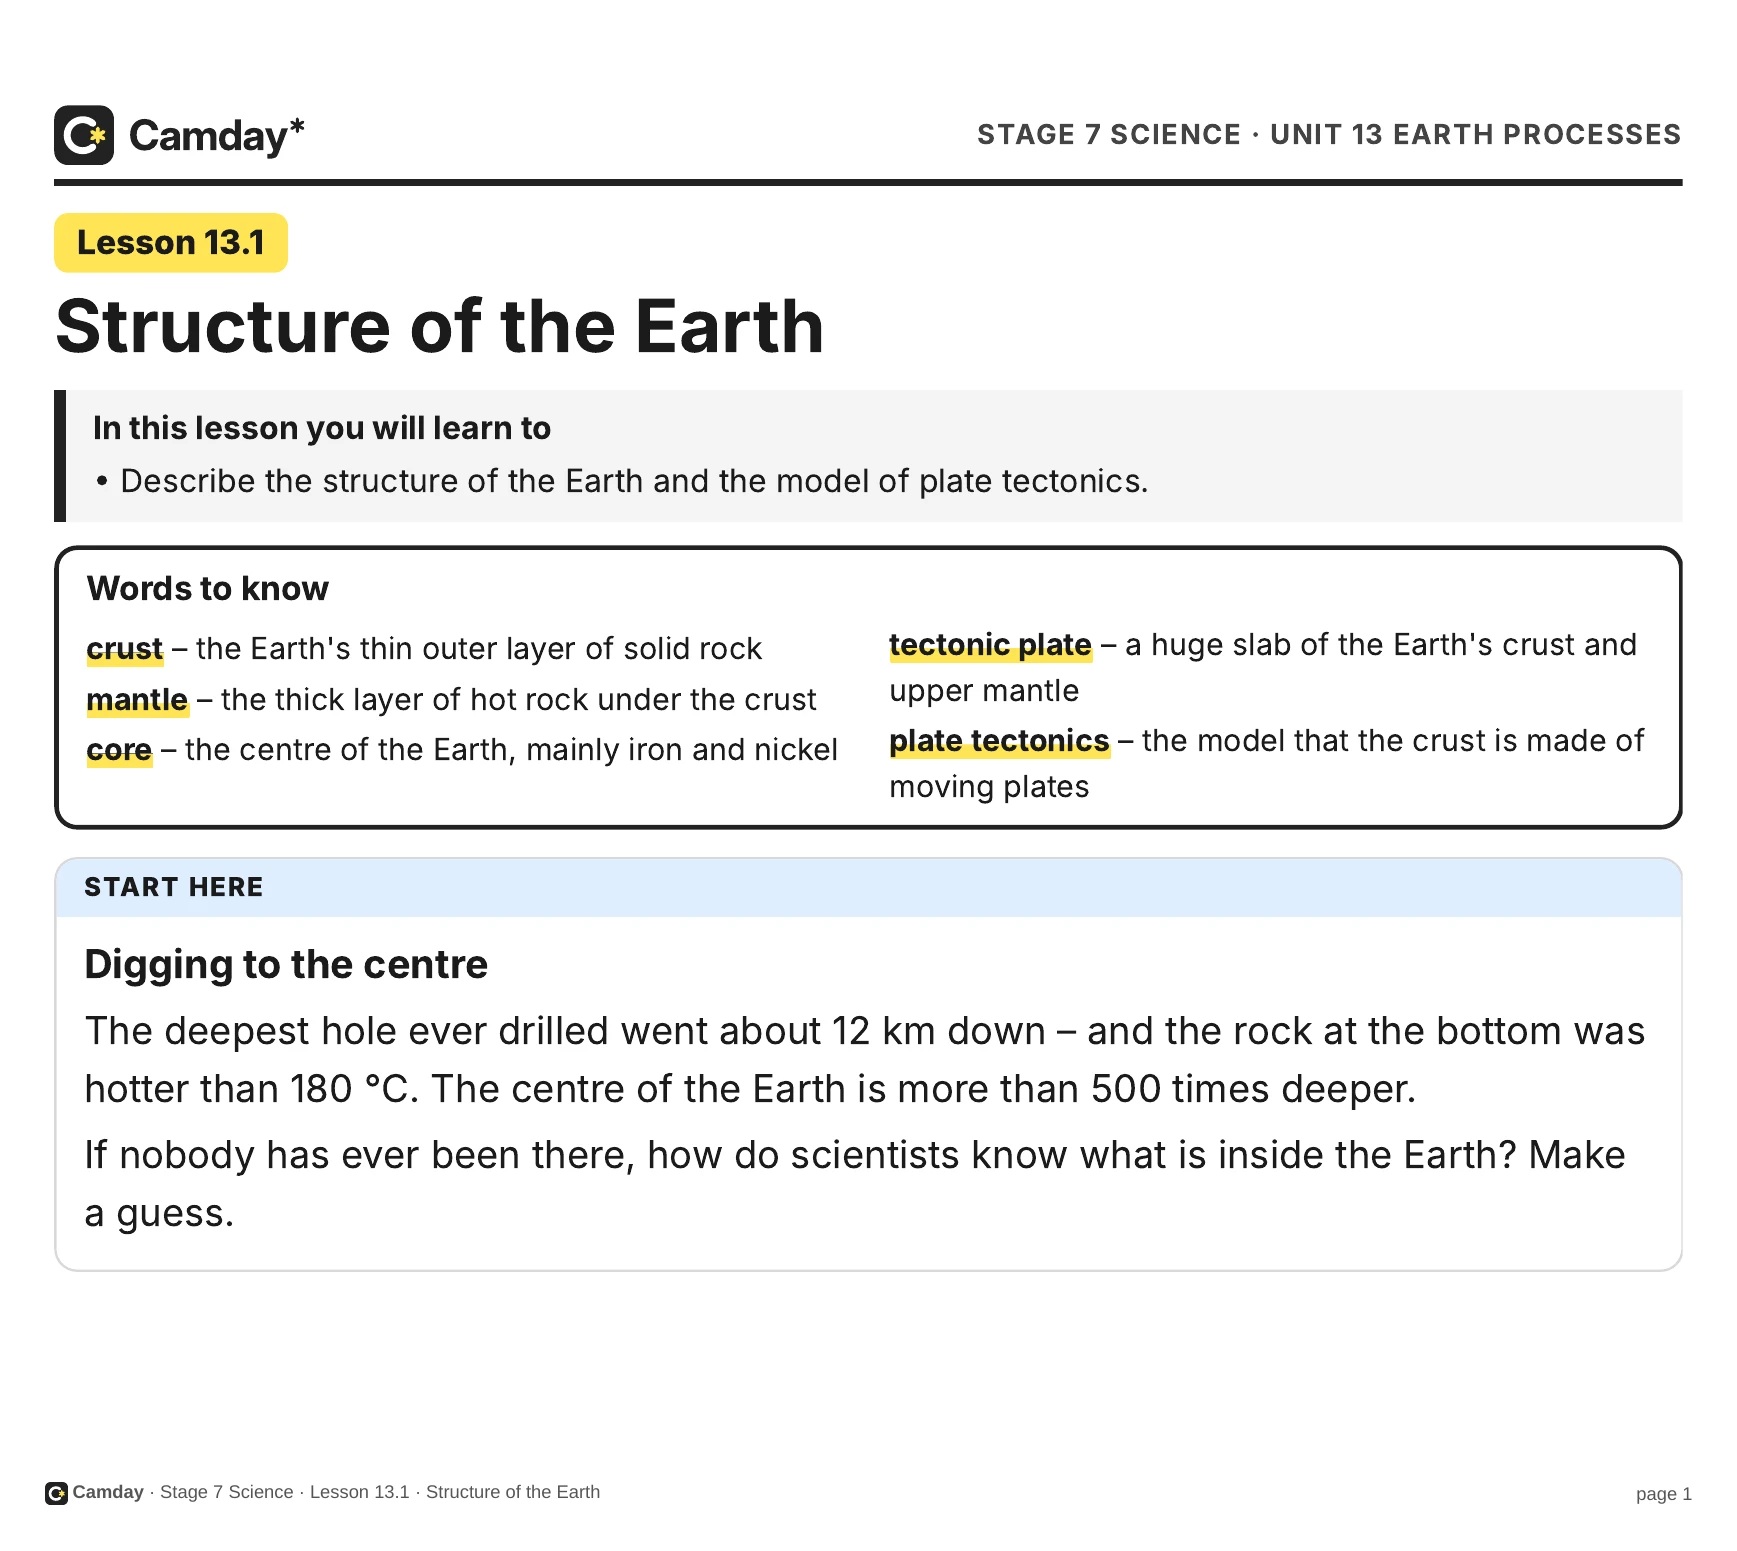 Camday*
STAGE 7 SCIENCE · UNIT 13 EARTH PROCESSES
Lesson 13.1
Structure of the Earth
In this lesson you will learn to
• Describe the structure of the Earth and the model of plate tectonics.
Words to know
crust – the Earth's thin outer layer of solid rock
mantle – the thick layer of hot rock under the crust
core – the centre of the Earth, mainly iron and nickel
tectonic plate – a huge slab of the Earth's crust and
upper mantle
plate tectonics – the model that the crust is made of
moving plates
START HERE
Digging to the centre
The deepest hole ever drilled went about 12 km down – and the rock at the bottom was
hotter than 180 °C. The centre of the Earth is more than 500 times deeper.
If nobody has ever been there, how do scientists know what is inside the Earth? Make
a guess.
Camday · Stage 7 Science · Lesson 13.1 · Structure of the Earth
page 1